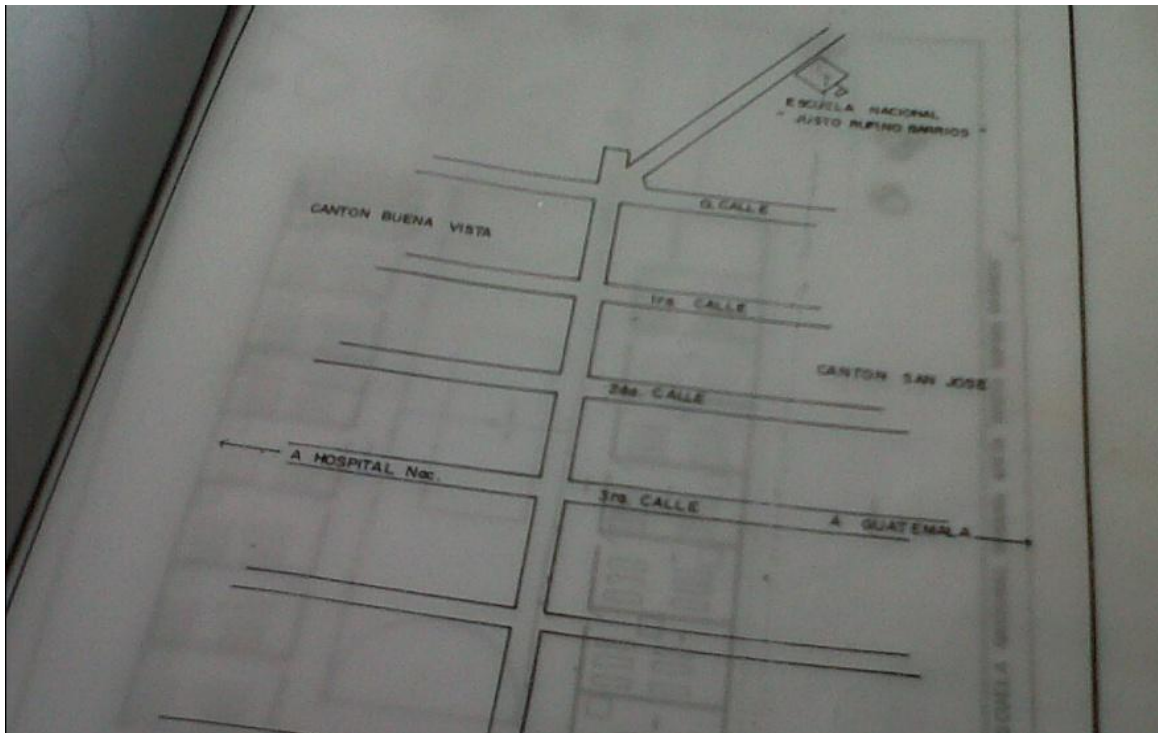 ESCUELA NACIONAL
" JUSTO RUFINO BARRIOS "
0. CALLE
CANTON BUENA VISTA
1ra. CALLE
CANTON SAN JOSE
2da. CALLE
A HOSPITAL Nac.
3ra. CALLE
A GUATEMALA